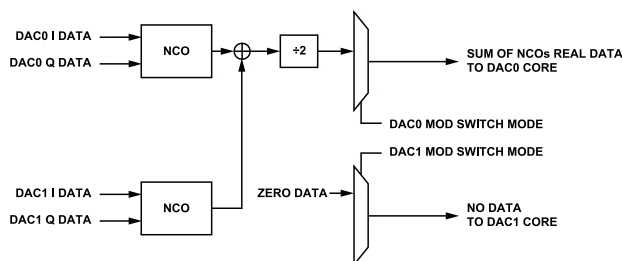 DAC0 I DATA
DAC0 Q DATA
NCO
÷2
SUM OF NCOs REAL DATA
TO DAC0 CORE
DAC0 MOD SWITCH MODE
DAC1 MOD SWITCH MODE
DAC1 I DATA
DAC1 Q DATA
NCO
ZERO DATA
NO DATA
TO DAC1 CORE